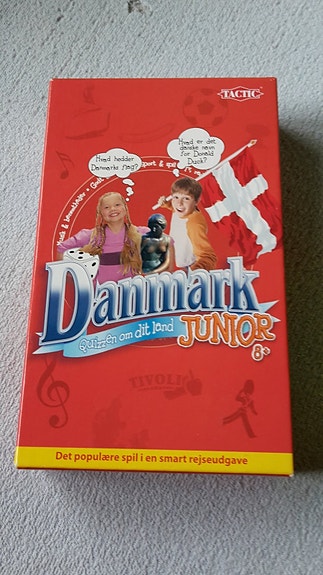 TACTIC
Hvad hedder
Danmarks flag?
Hvad er det
danske navn
for Donald
Duck?
Danmark
Quizzen om dit land
JUNIOR
8+
TIVOLI
Det populære spil i en smart rejseudgave